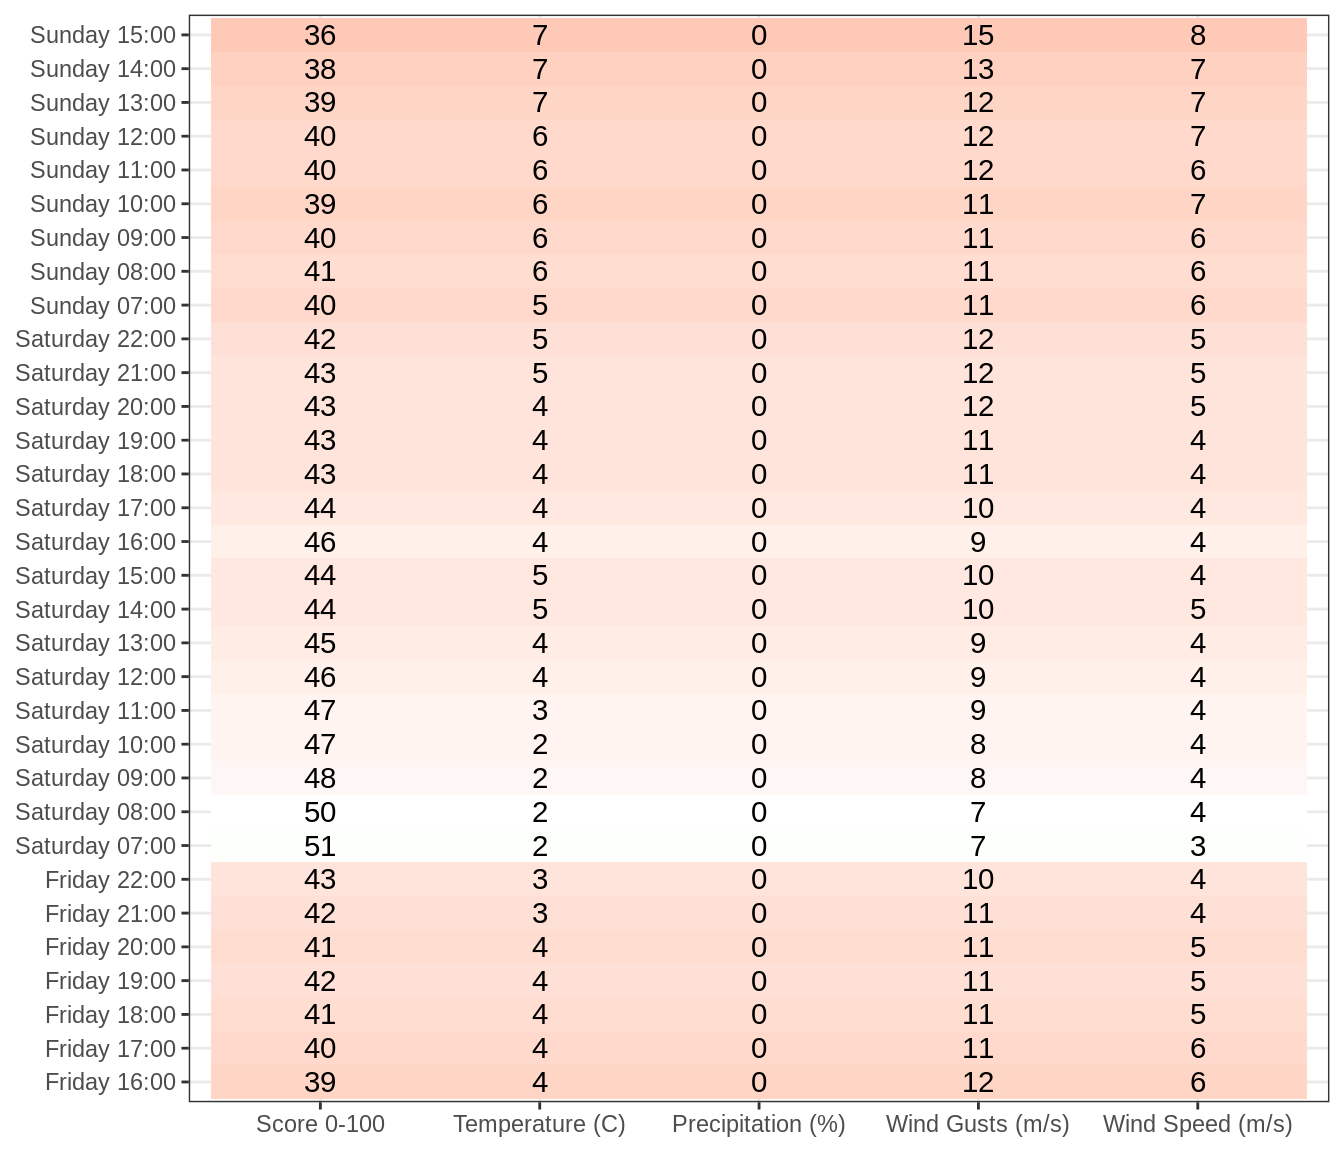 Sunday 15:00 36 7 0 15 8
Sunday 14:00 38 7 0 13 7
Sunday 13:00 39 7 0 12 7
Sunday 12:00 40 6 0 12 7
Sunday 11:00 40 6 0 12 6
Sunday 10:00 39 6 0 11 7
Sunday 09:00 40 6 0 11 6
Sunday 08:00 41 6 0 11 6
Sunday 07:00 40 5 0 11 6
Saturday 22:00 42 5 0 12 5
Saturday 21:00 43 5 0 12 5
Saturday 20:00 43 4 0 12 5
Saturday 19:00 43 4 0 11 4
Saturday 18:00 43 4 0 11 4
Saturday 17:00 44 4 0 10 4
Saturday 16:00 46 4 0 9 4
Saturday 15:00 44 5 0 10 4
Saturday 14:00 44 5 0 10 5
Saturday 13:00 45 4 0 9 4
Saturday 12:00 46 4 0 9 4
Saturday 11:00 47 3 0 9 4
Saturday 10:00 47 2 0 8 4
Saturday 09:00 48 2 0 8 4
Saturday 08:00 50 2 0 7 4
Saturday 07:00 51 2 0 7 3
Friday 22:00 43 3 0 10 4
Friday 21:00 42 3 0 11 4
Friday 20:00 41 4 0 11 5
Friday 19:00 42 4 0 11 5
Friday 18:00 41 4 0 11 5
Friday 17:00 40 4 0 11 6
Friday 16:00 39 4 0 12 6
Score 0-100 Temperature (C) Precipitation (%) Wind Gusts (m/s) Wind Speed (m/s)